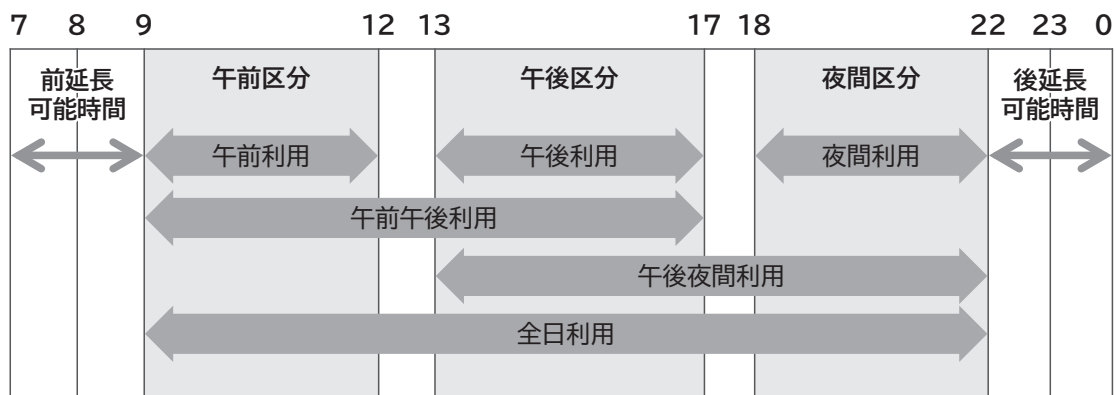 7 8 9 12 13 17 18 22 23 0
前延長
可能時間
午前区分
午後区分
夜間区分
後延長
可能時間
午前利用
午後利用
夜間利用
午前午後利用
午後夜間利用
全日利用